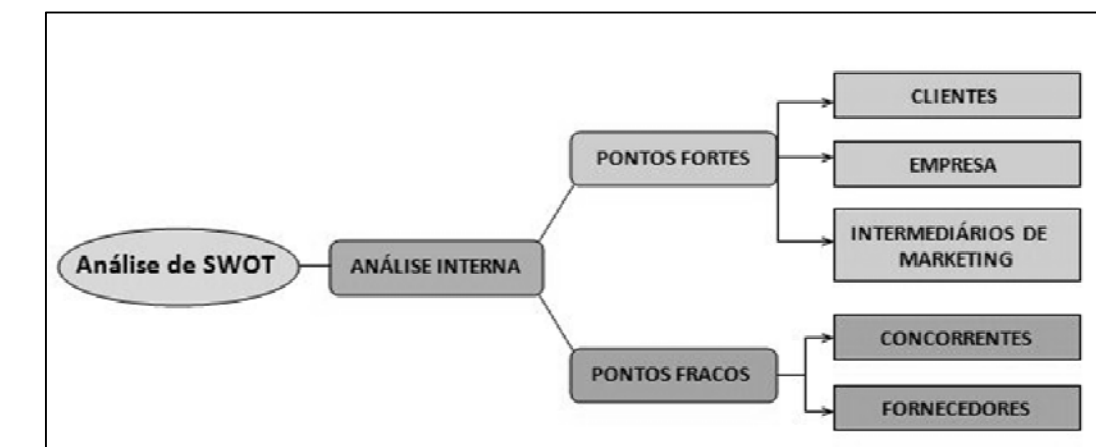 Análise de SWOT
ANÁLISE INTERNA
PONTOS FORTES
CLIENTES
EMPRESA
INTERMEDIÁRIOS DE
MARKETING
PONTOS FRACOS
CONCORRENTES
FORNECEDORES